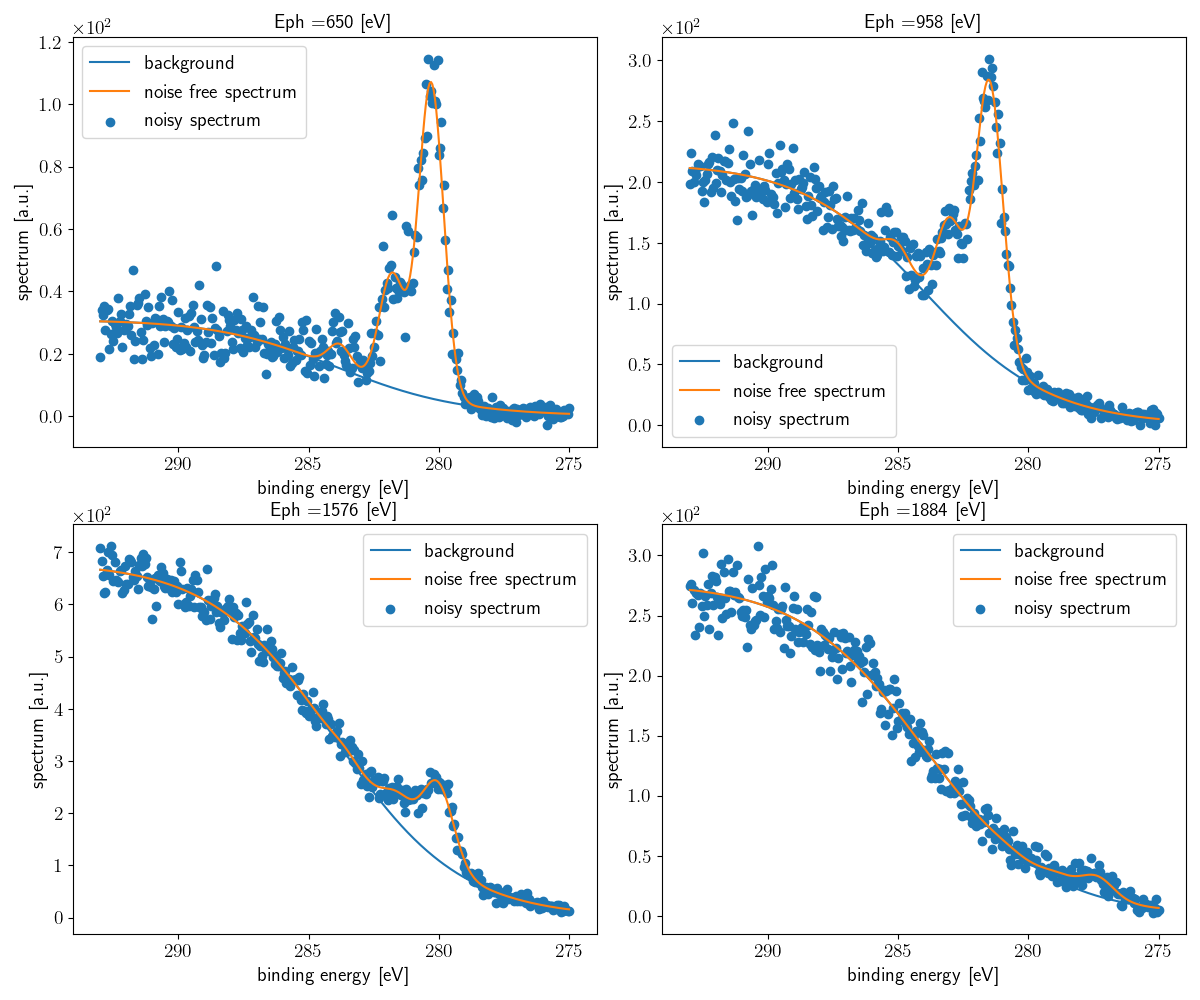 Eph =650 [eV]
×10²
1.2
1.0
0.8
0.6
0.4
0.2
0.0
spectrum [a.u.]
background
noise free spectrum
noisy spectrum
290 285 280 275
binding energy [eV]
Eph =958 [eV]
×10²
3.0
2.5
2.0
1.5
1.0
0.5
0.0
spectrum [a.u.]
background
noise free spectrum
noisy spectrum
290 285 280 275
binding energy [eV]
Eph =1576 [eV]
×10²
7
6
5
4
3
2
1
0
spectrum [a.u.]
background
noise free spectrum
noisy spectrum
290 285 280 275
binding energy [eV]
Eph =1884 [eV]
×10²
3.0
2.5
2.0
1.5
1.0
0.5
0.0
spectrum [a.u.]
background
noise free spectrum
noisy spectrum
290 285 280 275
binding energy [eV]